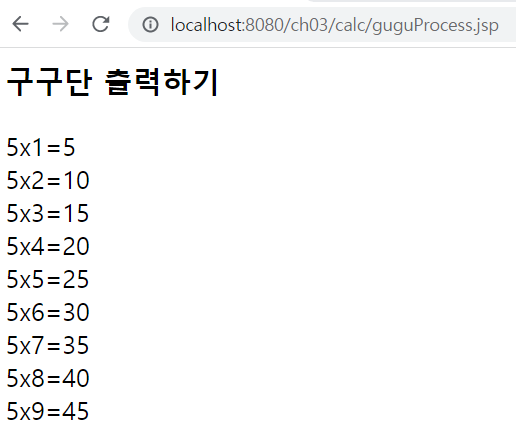 localhost:8080/ch03/calc/guguProcess.jsp
구구단 출력하기
5x1=5
5x2=10
5x3=15
5x4=20
5x5=25
5x6=30
5x7=35
5x8=40
5x9=45